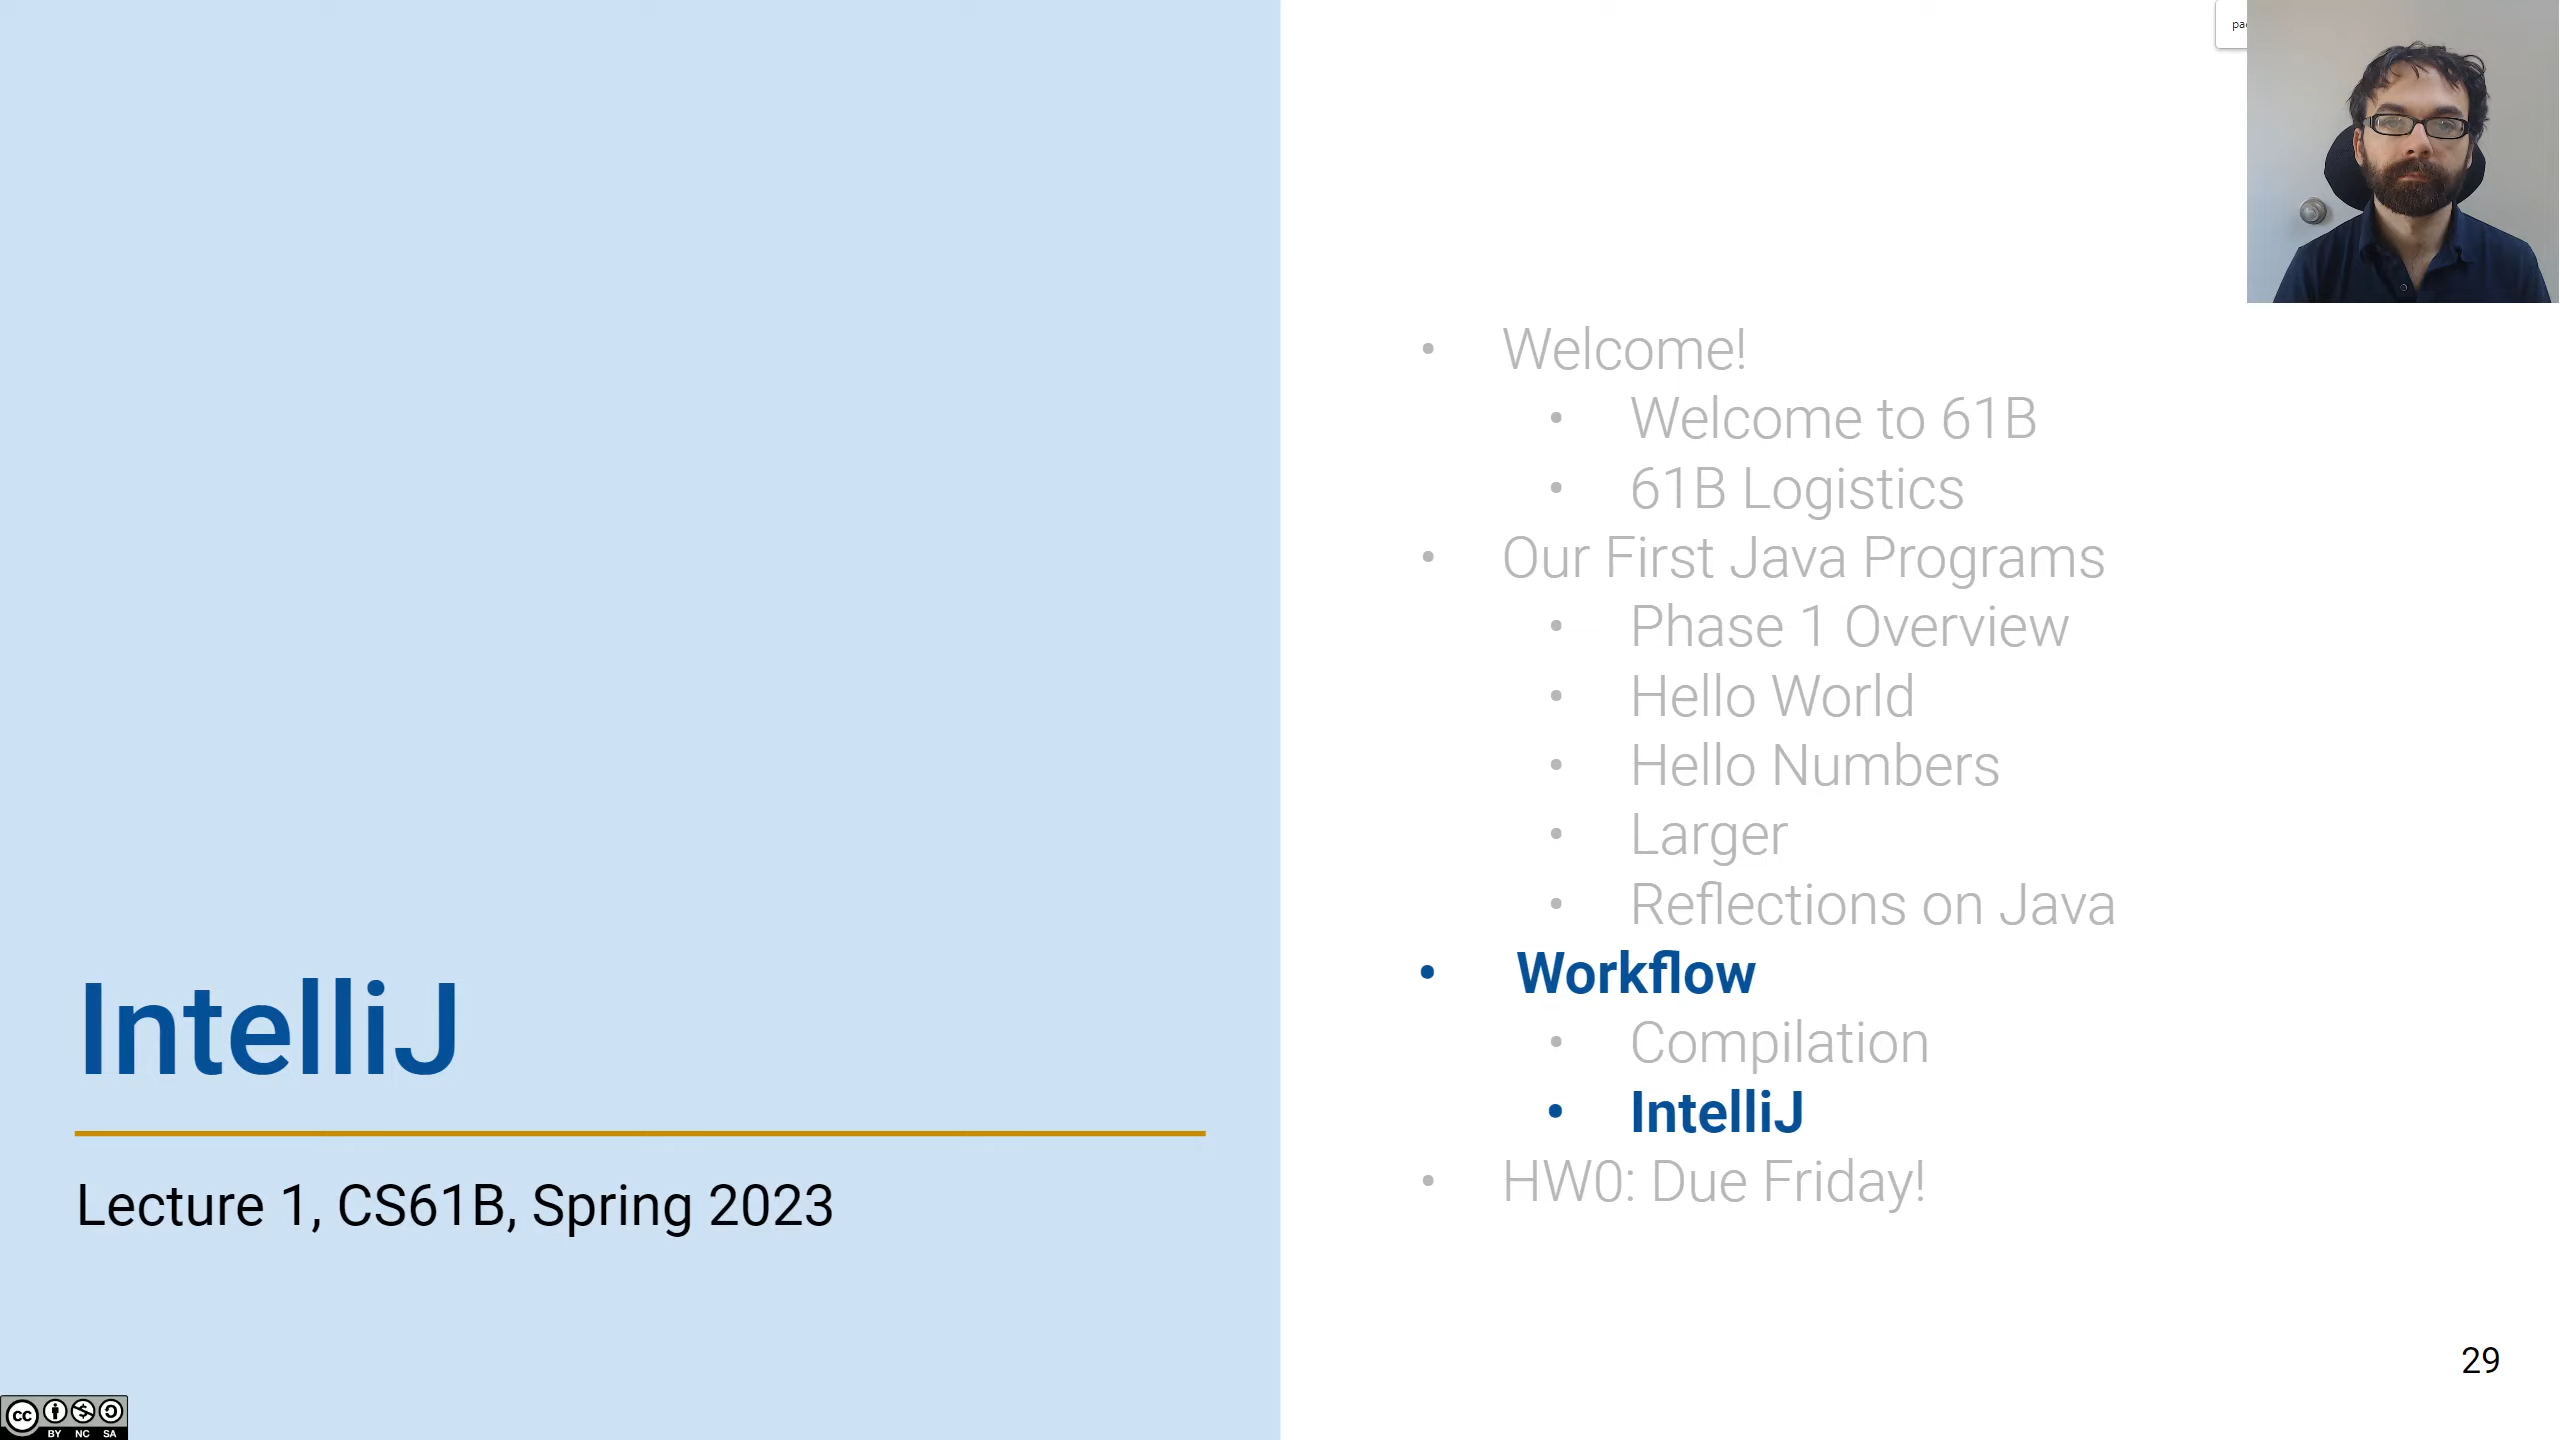 IntelliJ
Lecture 1, CS61B, Spring 2023
• Welcome!
• Welcome to 61B
• 61B Logistics
• Our First Java Programs
• Phase 1 Overview
• Hello World
• Hello Numbers
• Larger
• Reflections on Java
• Workflow
• Compilation
• IntelliJ
• HW0: Due Friday!
29
cc
BY NC SA